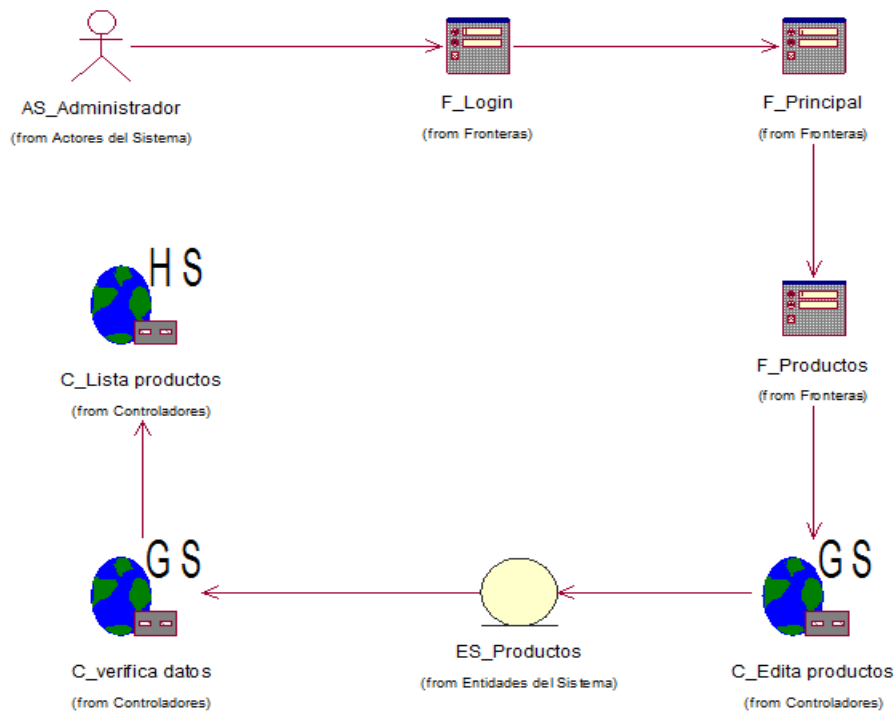 AS_Administrador
(from Actores del Sistema)
F_Login
(from Fronteras)
F_Principal
(from Fronteras)
H S
C_Lista productos
(from Controladores)
F_Productos
(from Fronteras)
G S
C_verifica datos
(from Controladores)
ES_Productos
(from Entidades del Sistema)
G S
C_Edita productos
(from Controladores)